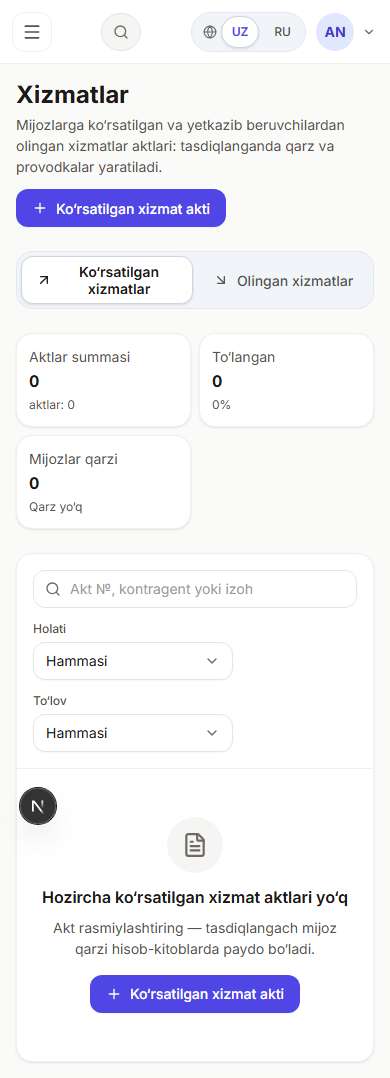 UZ
RU
AN
Xizmatlar
Mijozlarga koʻrsatilgan va yetkazib beruvchilardan
olingan xizmatlar aktlari: tasdiqlanganda qarz va
provodkalar yaratiladi.
Koʻrsatilgan xizmat akti
Koʻrsatilgan
xizmatlar
Olingan xizmatlar
Aktlar summasi
0
aktlar: 0
Toʻlangan
0
0%
Mijozlar qarzi
0
Qarz yoʻq
Akt №, kontragent yoki izoh
Holati
Hammasi
Toʻlov
Hammasi
N
Hozircha koʻrsatilgan xizmat aktlari yoʻq
Akt rasmiylashtiring — tasdiqlangach mijoz
qarzi hisob-kitoblarda paydo boʻladi.
Koʻrsatilgan xizmat akti